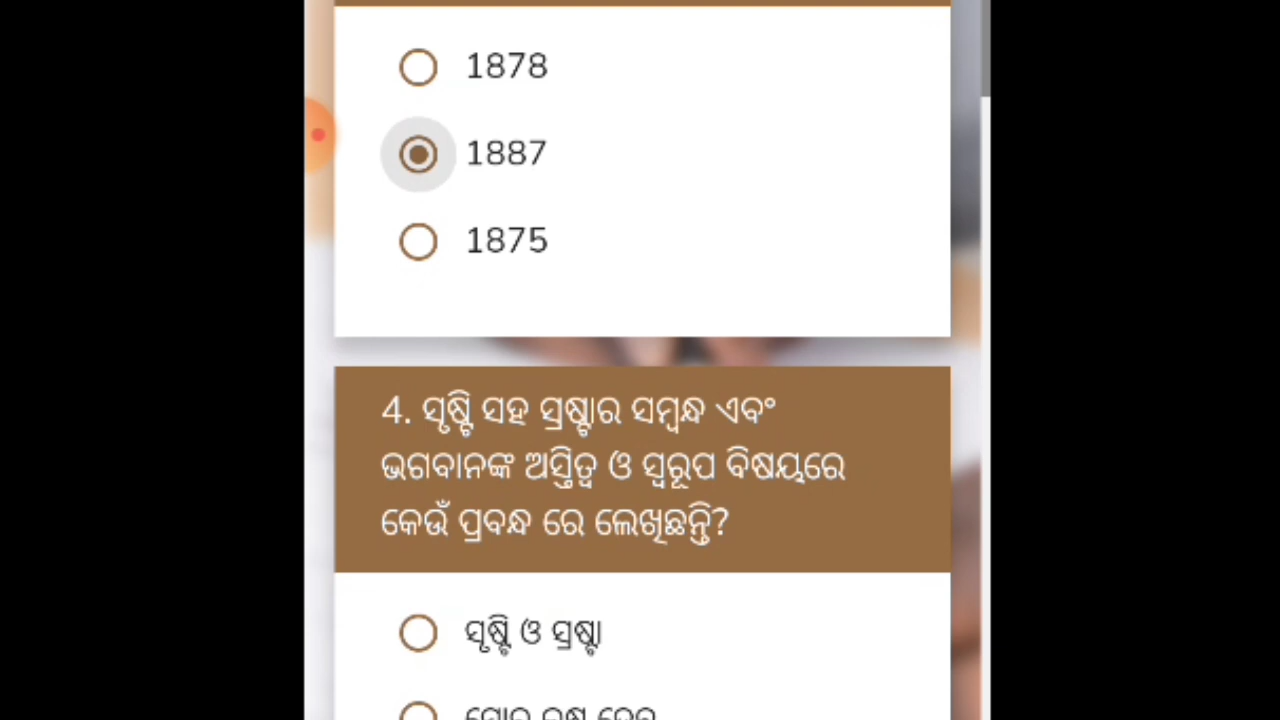 1878
1887
1875
4. ସୃଷ୍ଟି ସହ ସ୍ରଷ୍ଟାର ସମ୍ବନ୍ଧ ଏବଂ
ଭଗବାନଙ୍କ ଅସ୍ତିତ୍ୱ ଓ ସ୍ୱରୂପ ବିଷୟରେ
କେଉଁ ପ୍ରବନ୍ଧ ରେ ଲେଖିଛନ୍ତି?
ସୃଷ୍ଟି ଓ ସ୍ରଷ୍ଟା